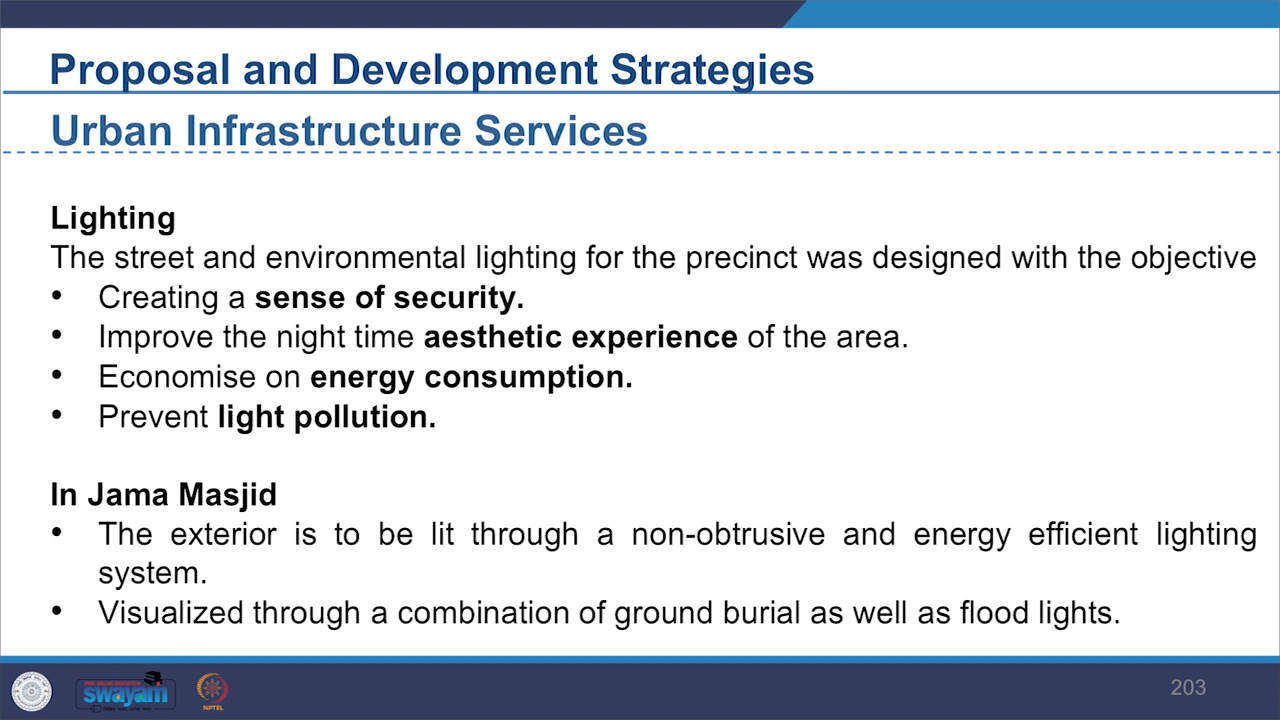 Proposal and Development Strategies
Urban Infrastructure Services
Lighting
The street and environmental lighting for the precinct was designed with the objective
• Creating a sense of security.
• Improve the night time aesthetic experience of the area.
• Economise on energy consumption.
• Prevent light pollution.
In Jama Masjid
• The exterior is to be lit through a non-obtrusive and energy efficient lighting
system.
• Visualized through a combination of ground burial as well as flood lights.
swayam
NPTEL
203